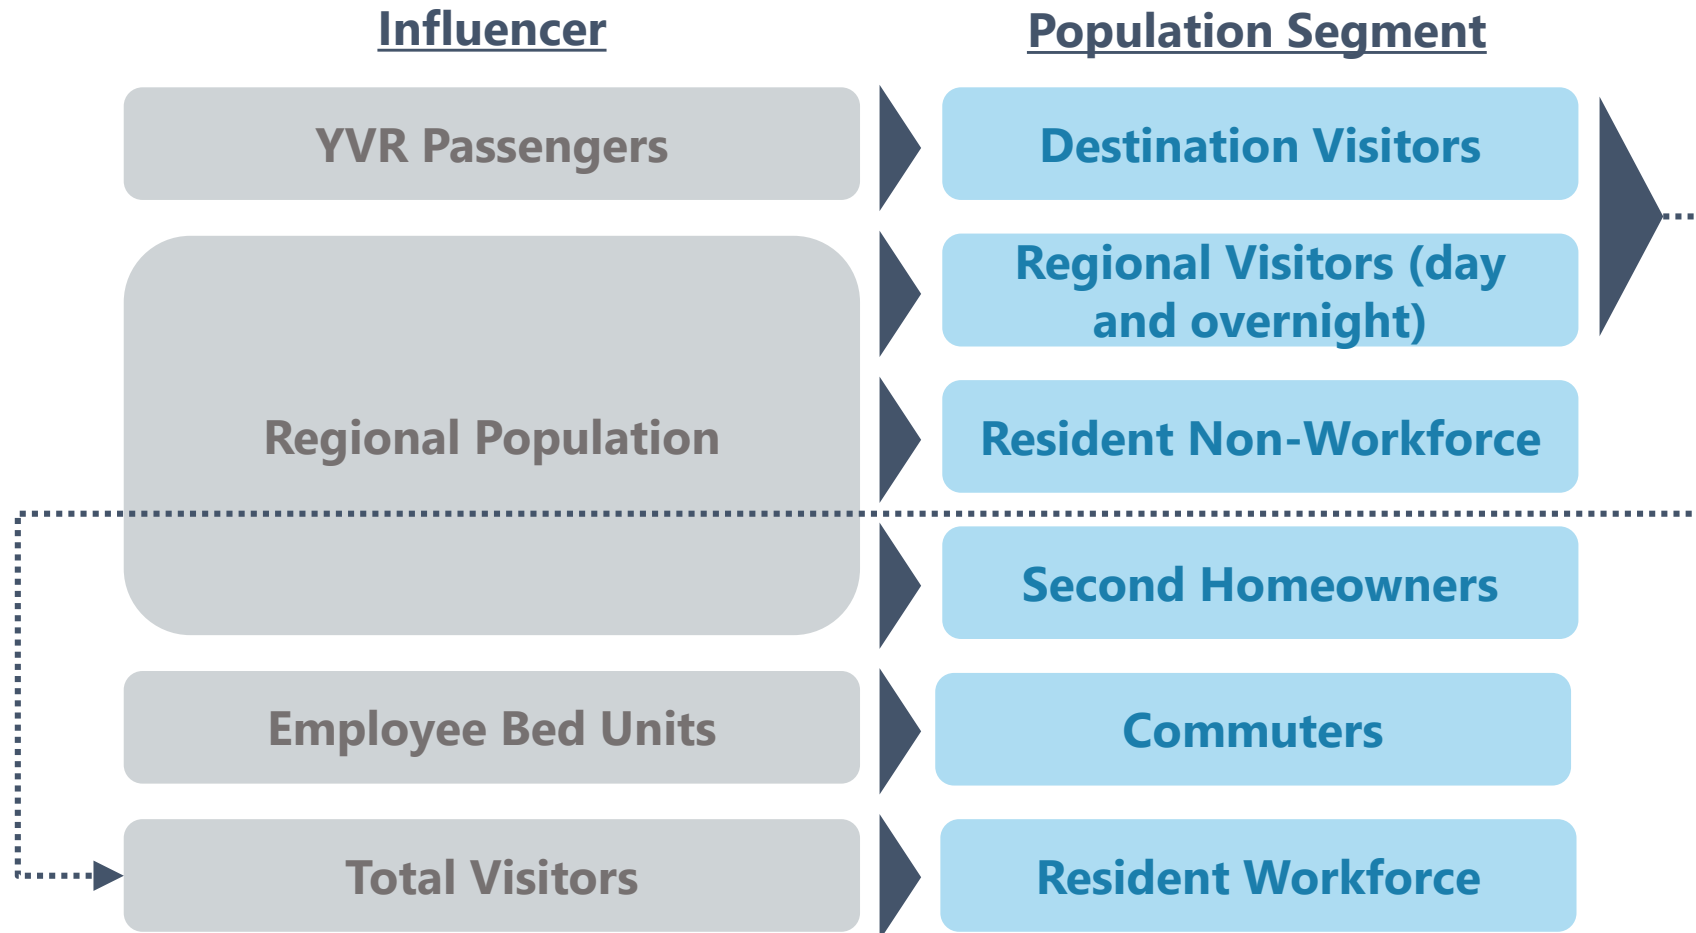 Influencer
Population Segment
YVR Passengers
Destination Visitors
Regional Population
Regional Visitors (day
and overnight)
Resident Non-Workforce
Second Homeowners
Employee Bed Units
Commuters
Total Visitors
Resident Workforce